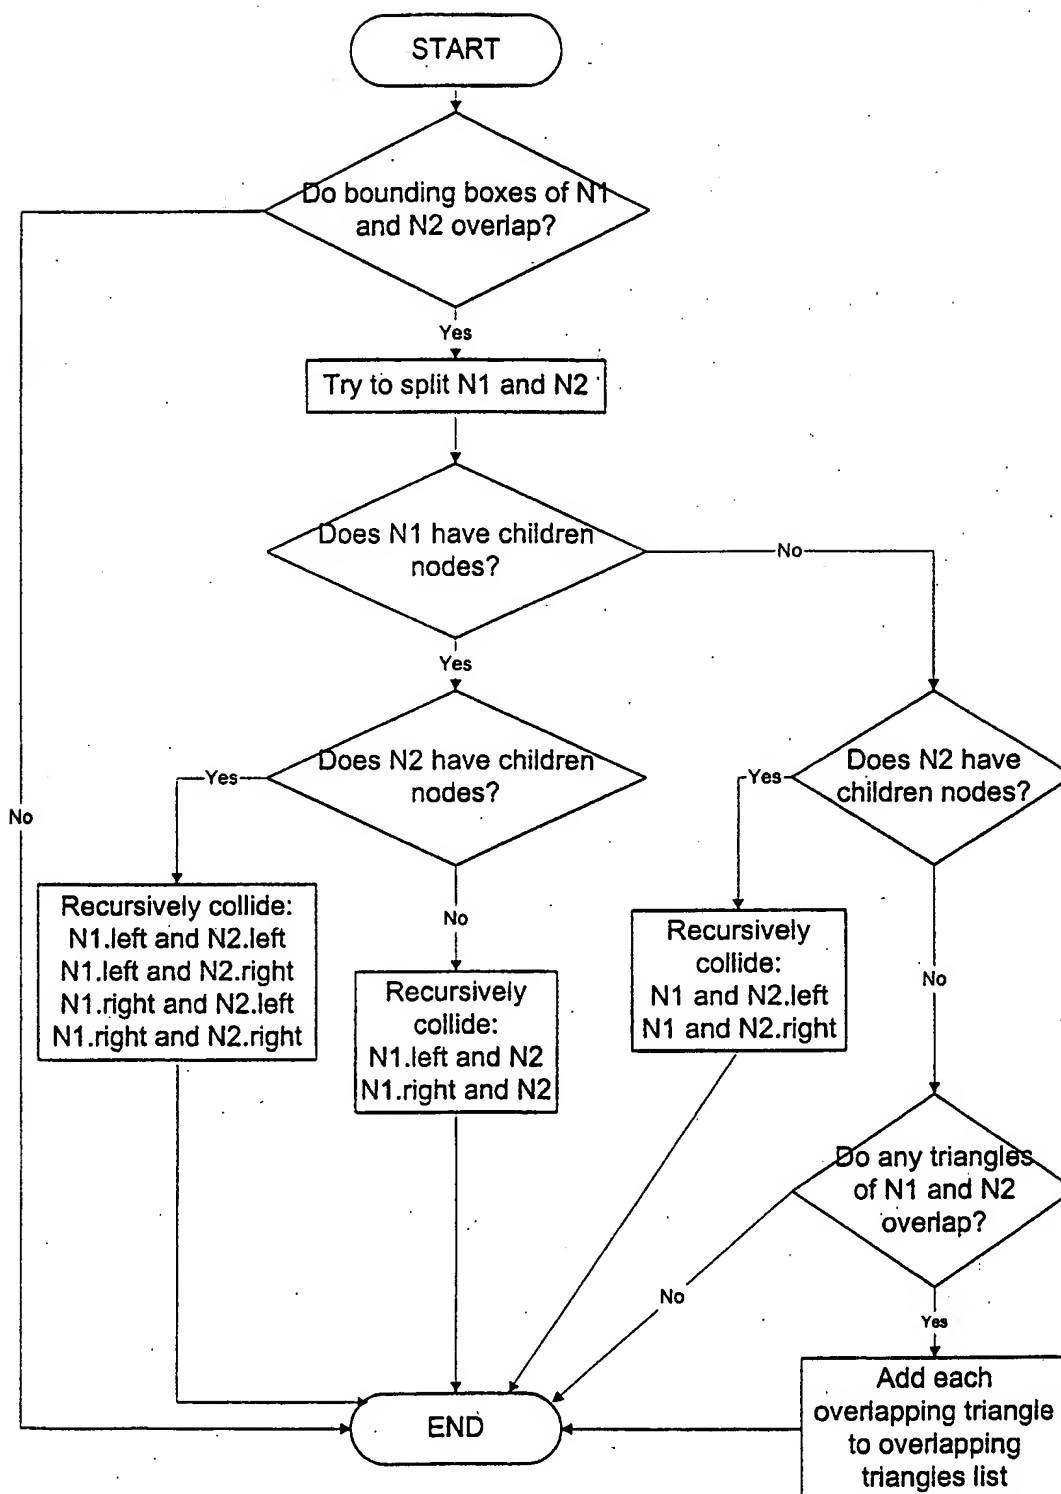 START
Do bounding boxes of N1
and N2 overlap?
Yes
Try to split N1 and N2
Does N1 have children
nodes?
No
Yes
Does N2 have children
nodes?
Yes
Does N2 have
children nodes?
Yes
No
Recursively collide:
N1.left and N2.left
N1.left and N2.right
N1.right and N2.left
N1.right and N2.right
No
Recursively
collide:
N1.left and N2
N1.right and N2
Recursively
collide:
N1 and N2.left
N1 and N2.right
No
Do any triangles
of N1 and N2
overlap?
No
Yes
Add each
overlapping triangle
to overlapping
triangles list
END